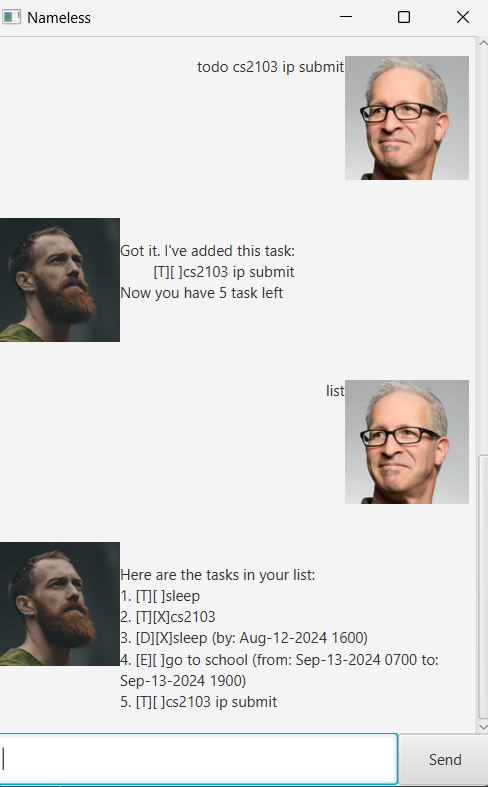 Nameless
todo cs2103 ip submit
Got it. I've added this task:
[T][ ]cs2103 ip submit
Now you have 5 task left
list
Here are the tasks in your list:
1. [T][ ]sleep
2. [T][X]cs2103
3. [D][X]sleep (by: Aug-12-2024 1600)
4. [E][ ]go to school (from: Sep-13-2024 0700 to:
Sep-13-2024 1900)
5. [T][ ]cs2103 ip submit
Send